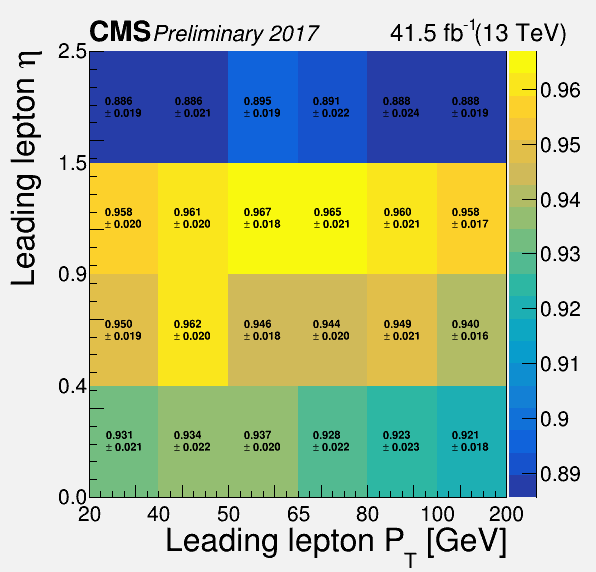 CMS Preliminary 2017 41.5 fb⁻¹(13 TeV)
Leading lepton η
2.5
1.5
0.9
0.4
0.0
0.886 0.886 0.895 0.891 0.888 0.888
± 0.019 ± 0.021 ± 0.019 ± 0.022 ± 0.024 ± 0.019
0.958 0.961 0.967 0.965 0.960 0.958
± 0.020 ± 0.020 ± 0.018 ± 0.021 ± 0.021 ± 0.017
0.950 0.962 0.946 0.944 0.949 0.940
± 0.019 ± 0.020 ± 0.018 ± 0.020 ± 0.021 ± 0.016
0.931 0.934 0.937 0.928 0.923 0.921
± 0.021 ± 0.022 ± 0.020 ± 0.022 ± 0.023 ± 0.018
0.96
0.95
0.94
0.93
0.92
0.91
0.9
0.89
20 40 50 65 80 100 200
Leading lepton P_T [GeV]